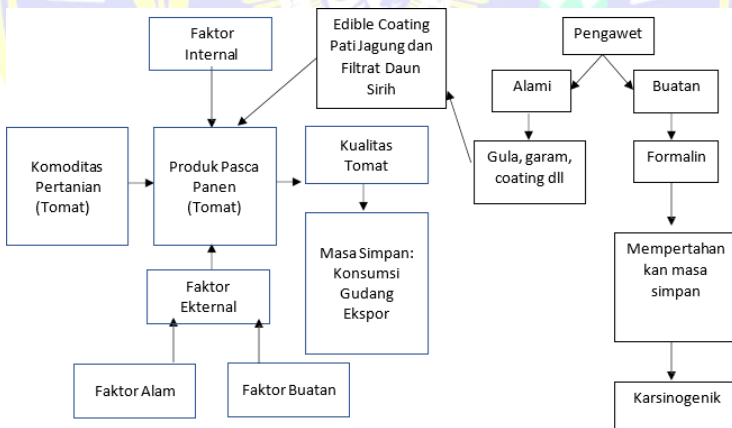 Faktor
Internal
Edible Coating
Pati Jagung dan
Filtrat Daun
Sirih
Pengawet
Alami
Buatan
Komoditas
Pertanian
(Tomat)
Produk Pasca
Panen
(Tomat)
Kualitas
Tomat
Gula, garam,
coating dll
Formalin
Masa Simpan:
Konsumsi
Gudang
Ekspor
Mempertahan
kan masa
simpan
Faktor
Ekternal
Faktor Alam
Faktor Buatan
Karsinogenik